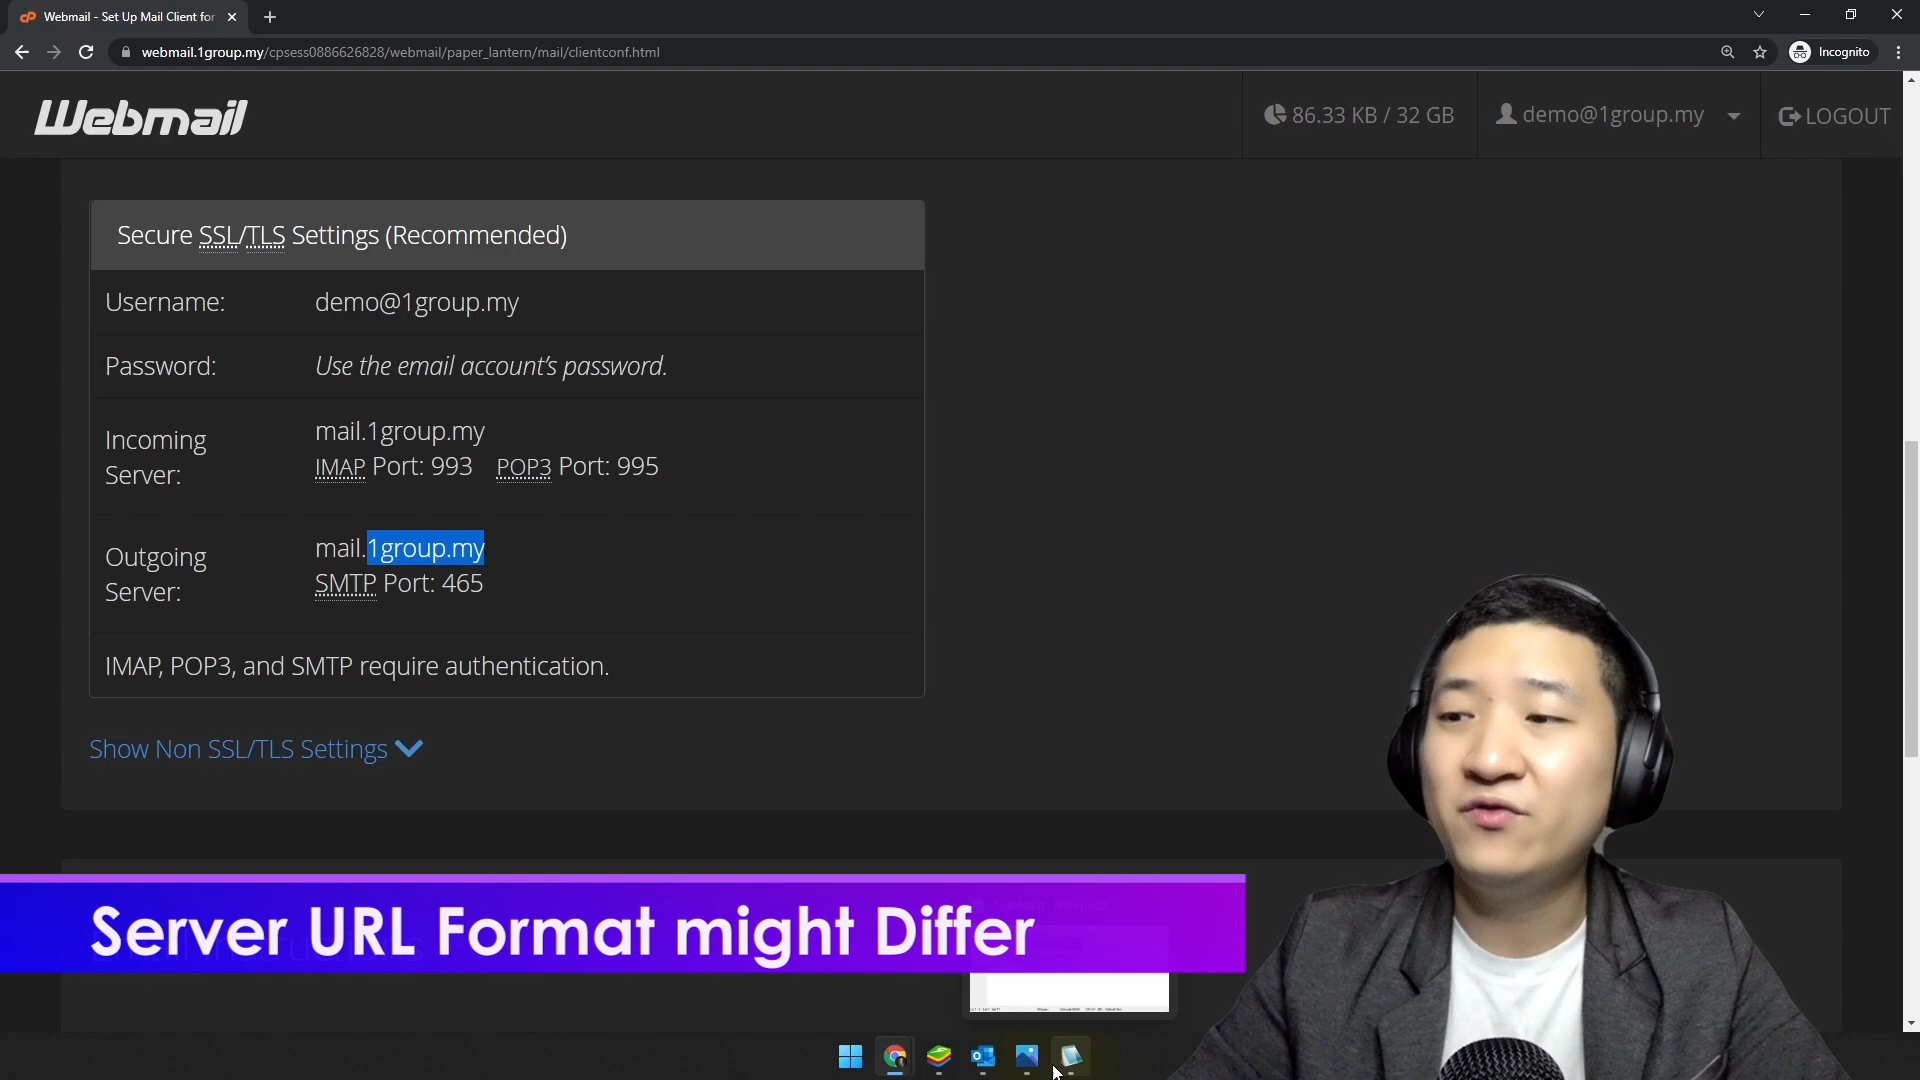 Webmail - Set Up Mail Client for
webmail.1group.my/cpsess0886626828/webmail/paper_lantern/mail/clientconf.html
Incognito
Webmail
86.33 KB / 32 GB
demo@1group.my
LOGOUT
Secure SSL/TLS Settings (Recommended)
Username: demo@1group.my
Password: Use the email account's password.
Incoming Server: mail.1group.my
IMAP Port: 993 POP3 Port: 995
Outgoing Server: mail.1group.my
SMTP Port: 465
IMAP, POP3, and SMTP require authentication.
Show Non SSL/TLS Settings
Server URL Format might Differ